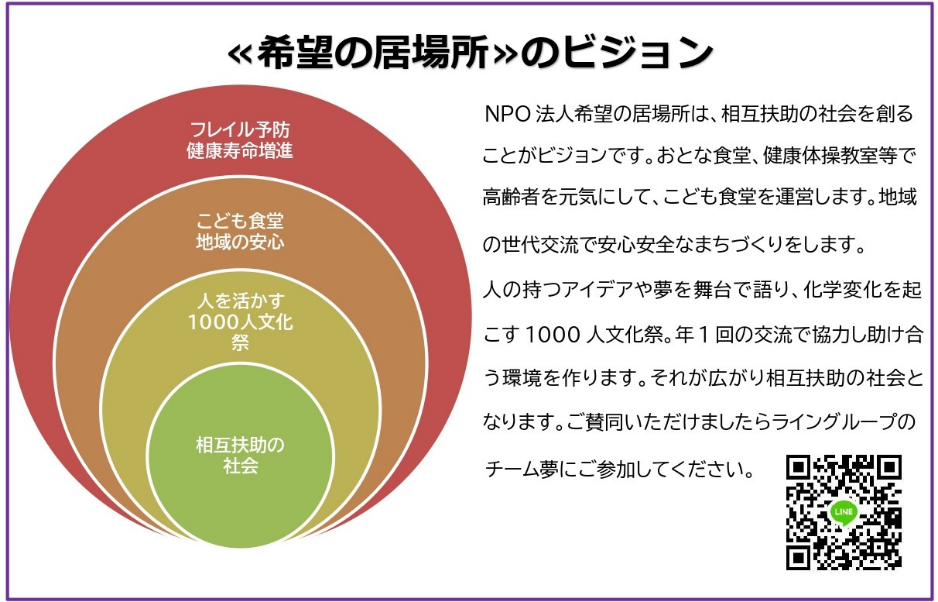 ≪希望の居場所≫のビジョン
フレイル予防
健康寿命増進
こども食堂
地域の安心
人を活かす
1000人文化
祭
相互扶助の
社会
NPO法人希望の居場所は、相互扶助の社会を創る
ことがビジョンです。おとな食堂、健康体操教室等で
高齢者を元気にして、こども食堂を運営します。地域
の世代交流で安心安全なまちづくりをします。
人の持つアイデアや夢を舞台で語り、化学変化を起
こす1000人文化祭。年1回の交流で協力し助け合
う環境を作ります。それが広がり相互扶助の社会と
なります。ご賛同いただけましたらライングループの
チーム夢にご参加してください。
LINE